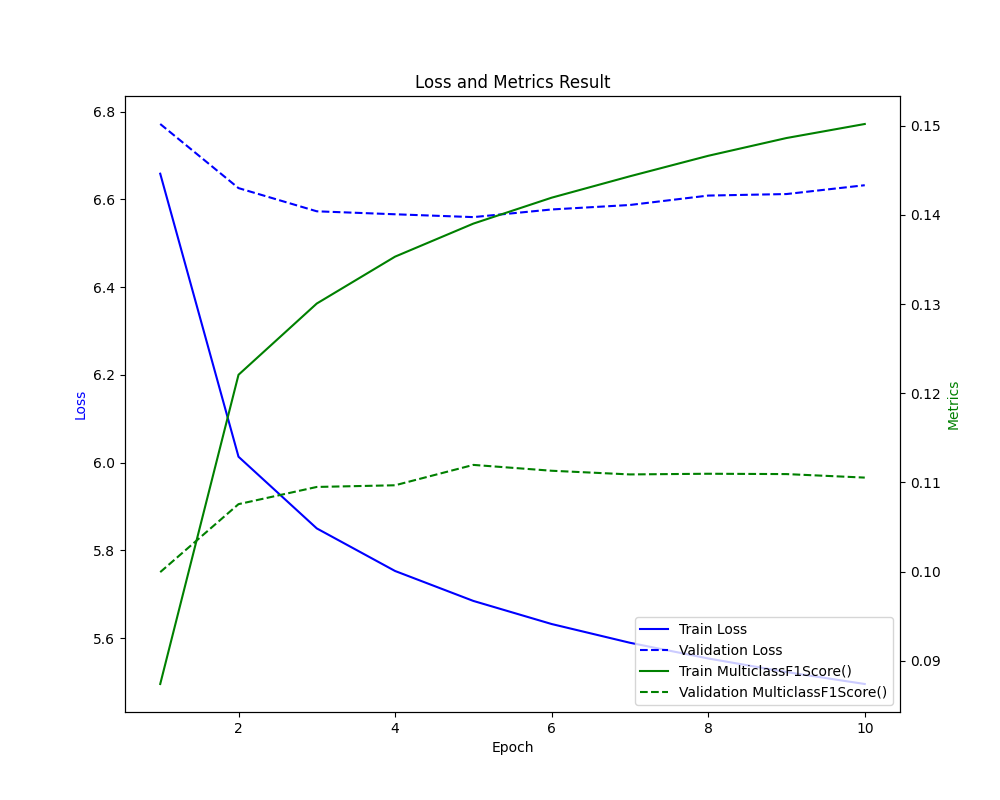 Loss and Metrics Result
6.8
6.6
6.4
6.2
6.0
5.8
5.6
Loss
0.15
0.14
0.13
0.12
0.11
0.10
0.09
Metrics
Train Loss
Validation Loss
Train MulticlassF1Score()
Validation MulticlassF1Score()
2 4 6 8 10
Epoch